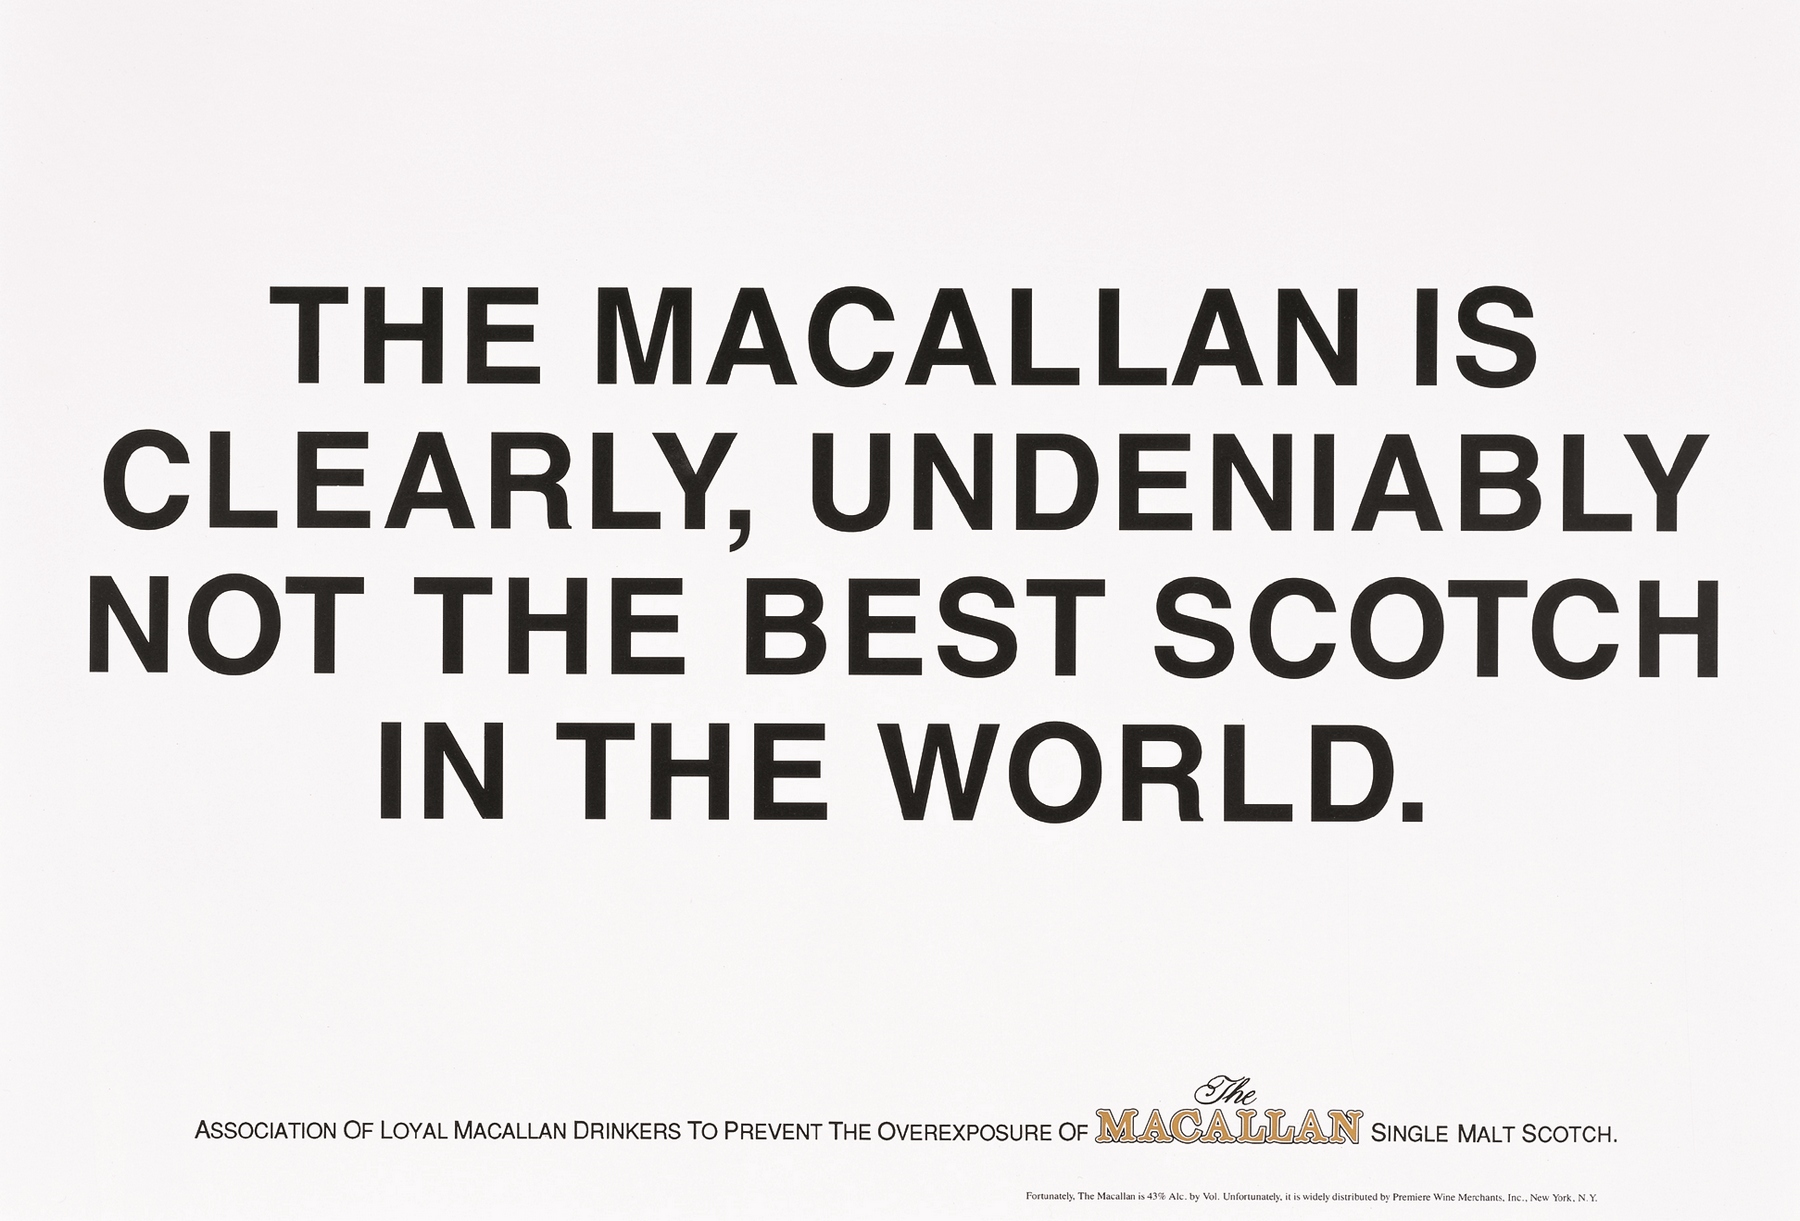 THE MACALLAN IS
CLEARLY, UNDENIABLY
NOT THE BEST SCOTCH
IN THE WORLD.
ASSOCIATION OF LOYAL MACALLAN DRINKERS TO PREVENT THE OVEREXPOSURE OF The MACALLAN SINGLE MALT SCOTCH.
Fortunately, The Macallan is 43% Alc. by Vol. Unfortunately, it is widely distributed by Premiere Wine Merchants, Inc., New York, N.Y.